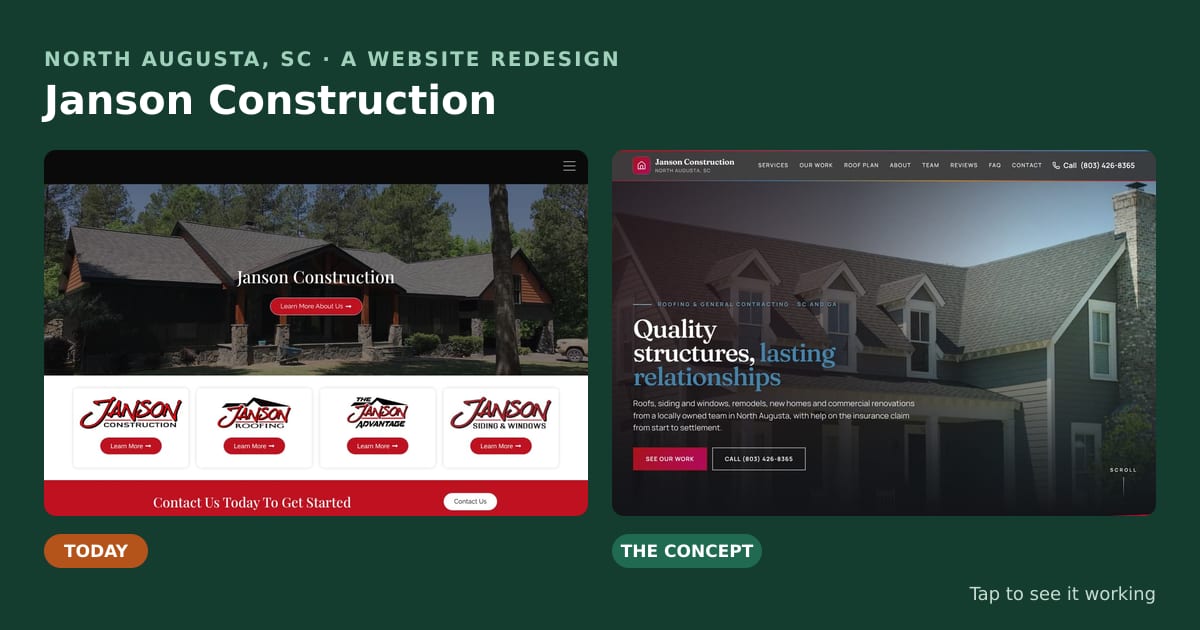 NORTH AUGUSTA, SC · A WEBSITE REDESIGN
Janson Construction
Janson Construction
Learn More About Us ➞
JANSON
CONSTRUCTION
Learn More ➞
JANSON
ROOFING
Learn More ➞
THE
JANSON
ADVANTAGE
Learn More ➞
JANSON
SIDING & WINDOWS
Learn More ➞
Contact Us Today To Get Started
Contact Us
TODAY
Janson Construction
NORTH AUGUSTA, SC
SERVICES
OUR WORK
ROOF PLAN
ABOUT
TEAM
REVIEWS
FAQ
CONTACT
Call (803) 426-8365
ROOFING & GENERAL CONTRACTING · SC AND GA
Quality
structures, lasting
relationships
Roofs, siding and windows, remodels, new homes and commercial renovations
from a locally owned team in North Augusta, with help on the insurance claim
from start to settlement.
SEE OUR WORK
CALL (803) 426-8365
SCROLL
THE CONCEPT
Tap to see it working